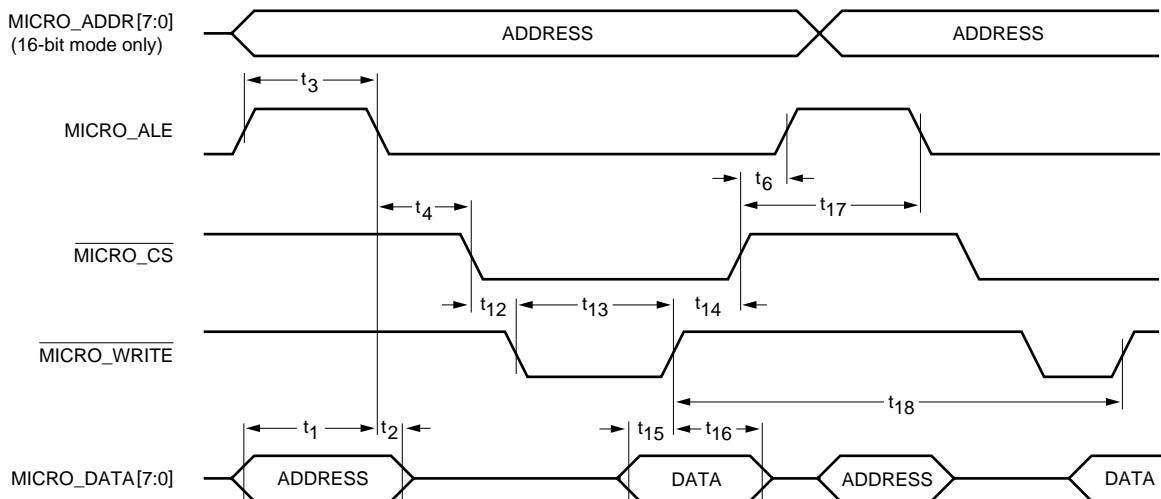 MICRO_ADDR[7:0]
(16-bit mode only)
ADDRESS
ADDRESS
t3
MICRO_ALE
t6
t17
t4
MICRO_CS
t12
t13
t14
MICRO_WRITE
t18
t1
t2
t15
t16
MICRO_DATA[7:0]
ADDRESS
DATA
ADDRESS
DATA